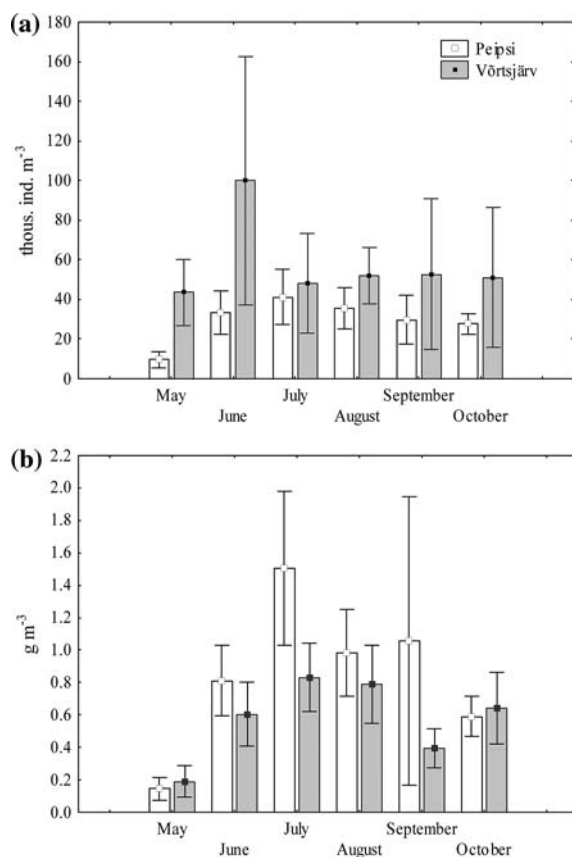 (a)
180
160
140
120
100
80
60
40
20
0
thous. ind. m⁻³
Peipsi
Võrtsjärv
May July September
June August October
(b)
2.2
2.0
1.8
1.6
1.4
1.2
1.0
0.8
0.6
0.4
0.2
0.0
g m⁻³
May July September
June August October